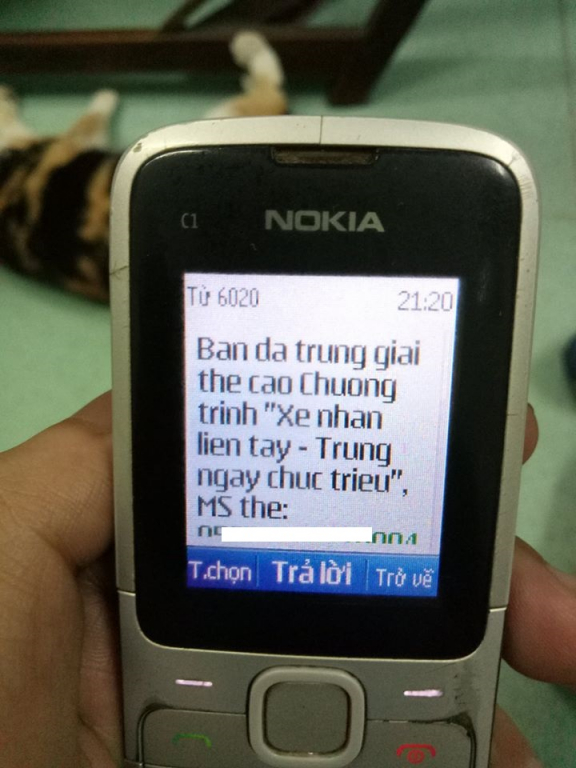 C1 NOKIA
Từ 6020 21:20
Ban da trung giai
the cao Chuong
trinh "Xe nhan
lien tay - Trung
ngay chuc trieu",
MS the:
T.chọn Trả lời Trở về